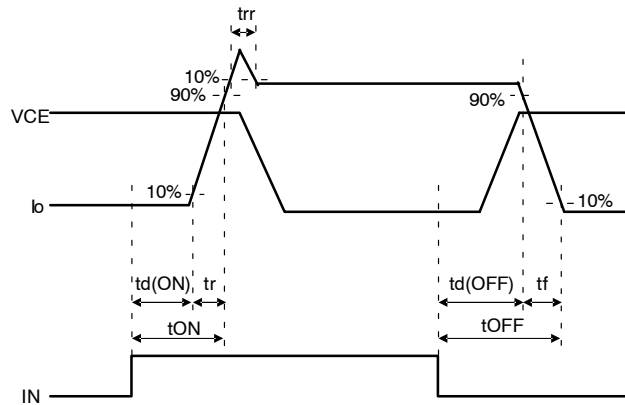 trr
10%
90%
90%
VCE
10%
Io
10%
td(ON)
tr
td(OFF)
tf
tON
tOFF
IN